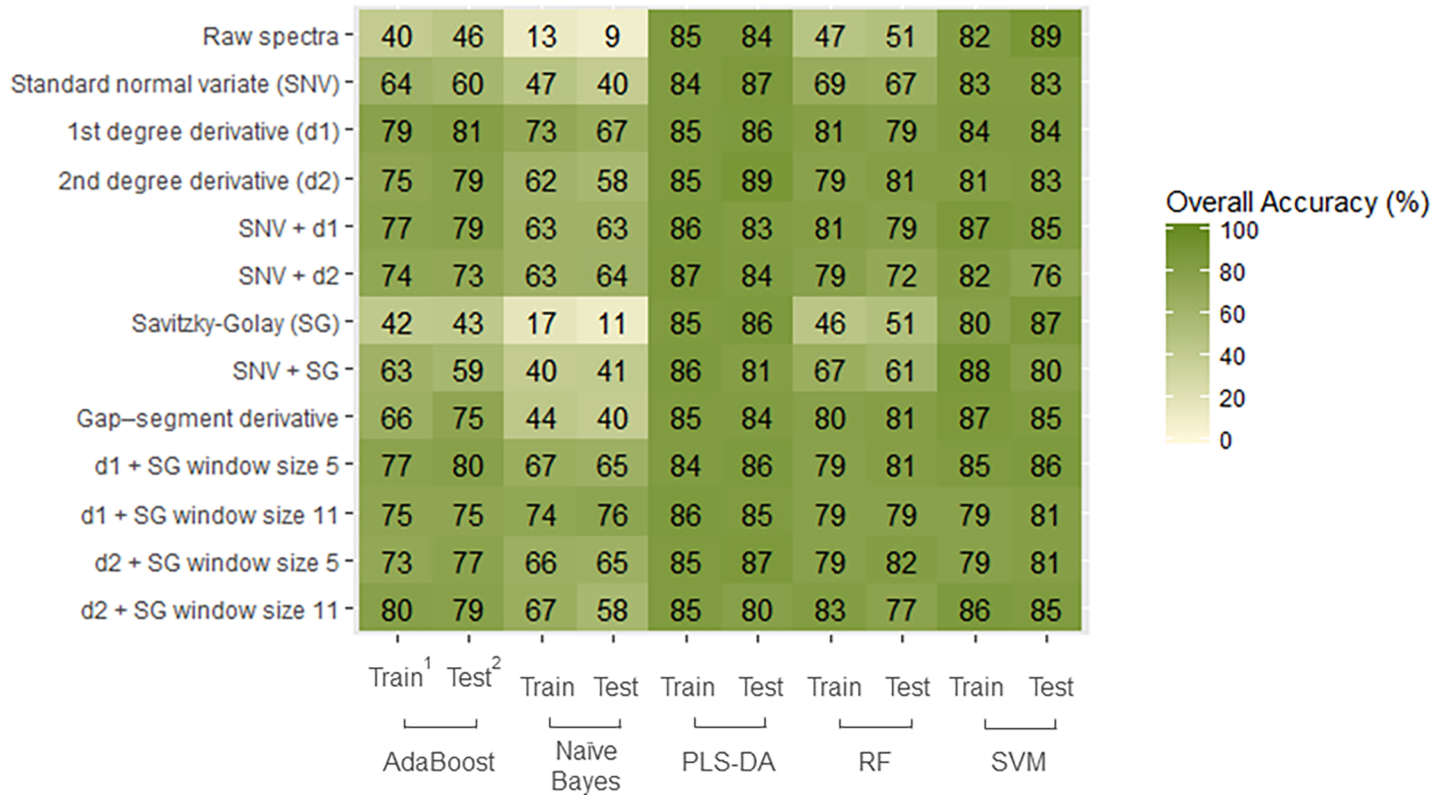 Raw spectra 40 46 13 9 85 84 47 51 82 89
Standard normal variate (SNV) 64 60 47 40 84 87 69 67 83 83
1st degree derivative (d1) 79 81 73 67 85 86 81 79 84 84
2nd degree derivative (d2) 75 79 62 58 85 89 79 81 81 83
SNV + d1 77 79 63 63 86 83 81 79 87 85
SNV + d2 74 73 63 64 87 84 79 72 82 76
Savitzky-Golay (SG) 42 43 17 11 85 86 46 51 80 87
SNV + SG 63 59 40 41 86 81 67 61 88 80
Gap–segment derivative 66 75 44 40 85 84 80 81 87 85
d1 + SG window size 5 77 80 67 65 84 86 79 81 85 86
d1 + SG window size 11 75 75 74 76 86 85 79 79 79 81
d2 + SG window size 5 73 77 66 65 85 87 79 82 79 81
d2 + SG window size 11 80 79 67 58 85 80 83 77 86 85
Train¹ Test² Train Test Train Test Train Test Train Test
AdaBoost Naïve PLS-DA RF SVM
Bayes
Overall Accuracy (%)
100
80
60
40
20
0